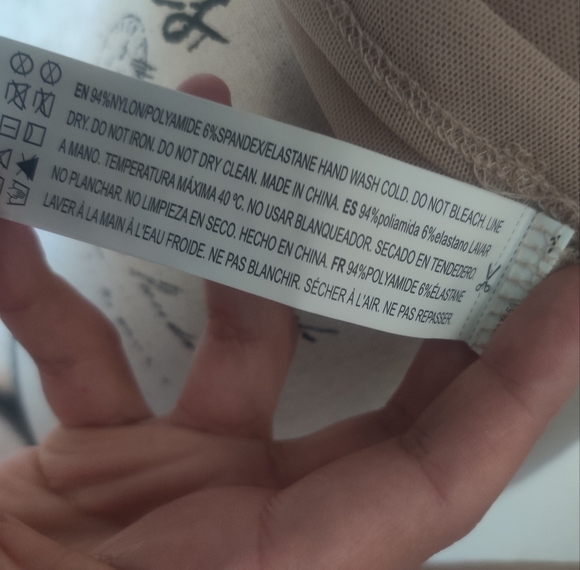 EN 94%NYLON/POLYAMIDE 6%SPANDEX/ELASTANE HAND WASH COLD. DO NOT BLEACH. LINE
DRY. DO NOT IRON. DO NOT DRY CLEAN. MADE IN CHINA. ES 94%poliamida 6%elastano LAVAR
A MANO. TEMPERATURA MÁXIMA 40 °C. NO USAR BLANQUEADOR. SECADO EN TENDEDERO
NO PLANCHAR. NO LIMPIEZA EN SECO. HECHO EN CHINA. FR 94%POLYAMIDE 6%ÉLASTANE
LAVER À LA MAIN À L'EAU FROIDE. NE PAS BLANCHIR. SÉCHER À L'AIR. NE PAS REPASSER